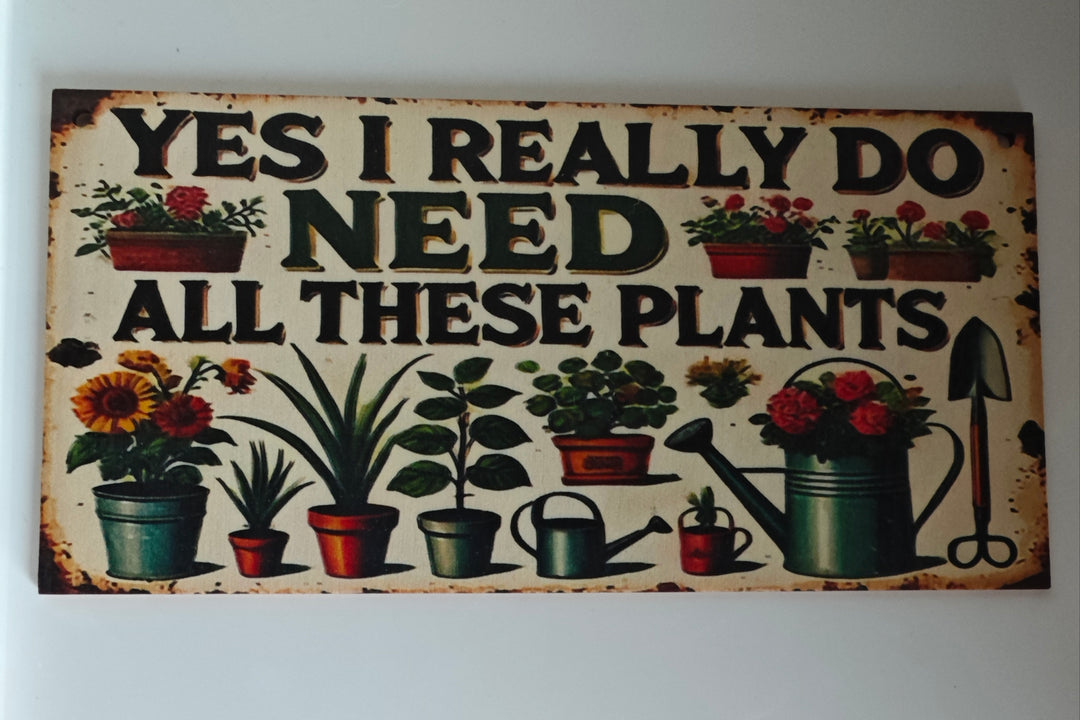 YES I REALLY DO
NEED
ALL THESE PLANTS